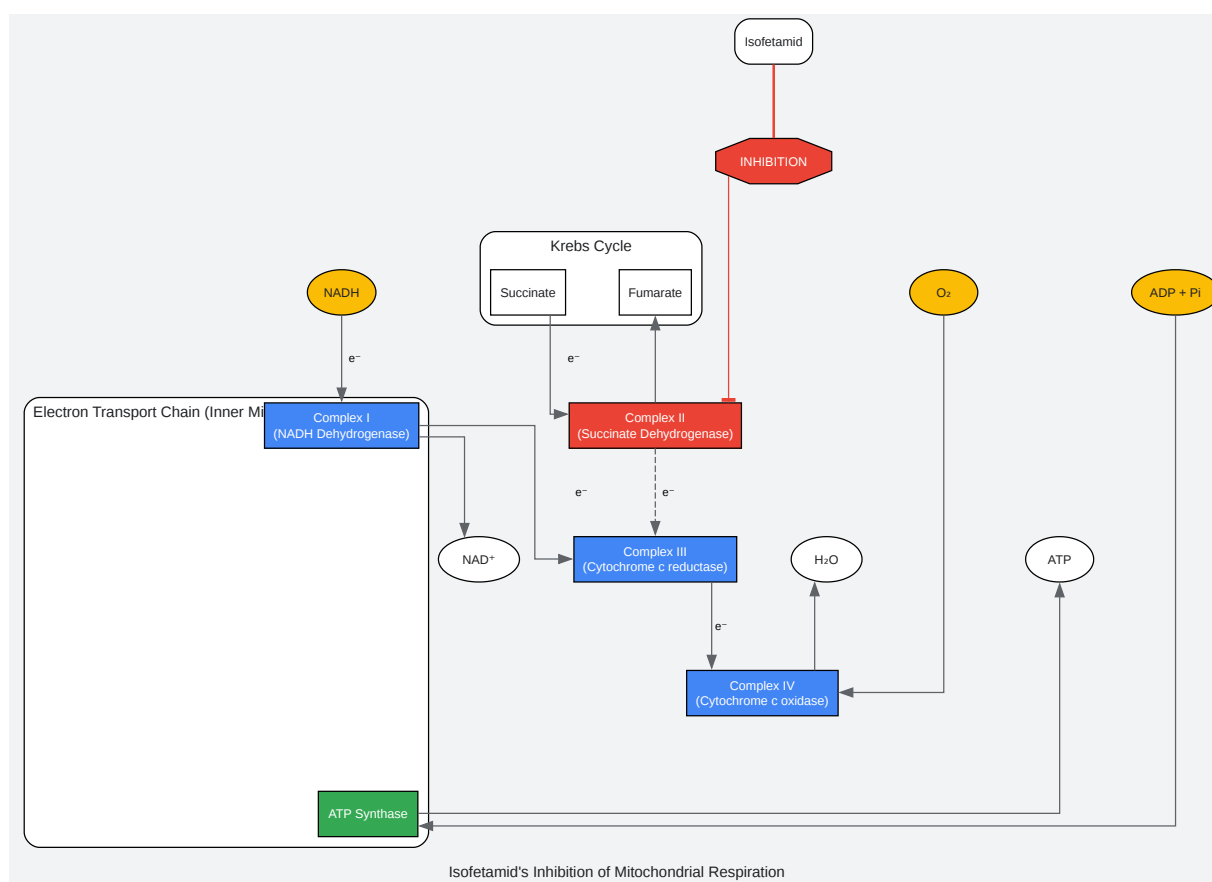 Isofetamid
INHIBITION
Krebs Cycle
Succinate
Fumarate
NADH
O₂
ADP + Pi
e⁻
e⁻
Electron Transport Chain (Inner Mi
Complex I
(NADH Dehydrogenase)
Complex II
(Succinate Dehydrogenase)
e⁻
e⁻
NAD⁺
Complex III
(Cytochrome c reductase)
H₂O
ATP
e⁻
Complex IV
(Cytochrome c oxidase)
ATP Synthase
Isofetamid's Inhibition of Mitochondrial Respiration